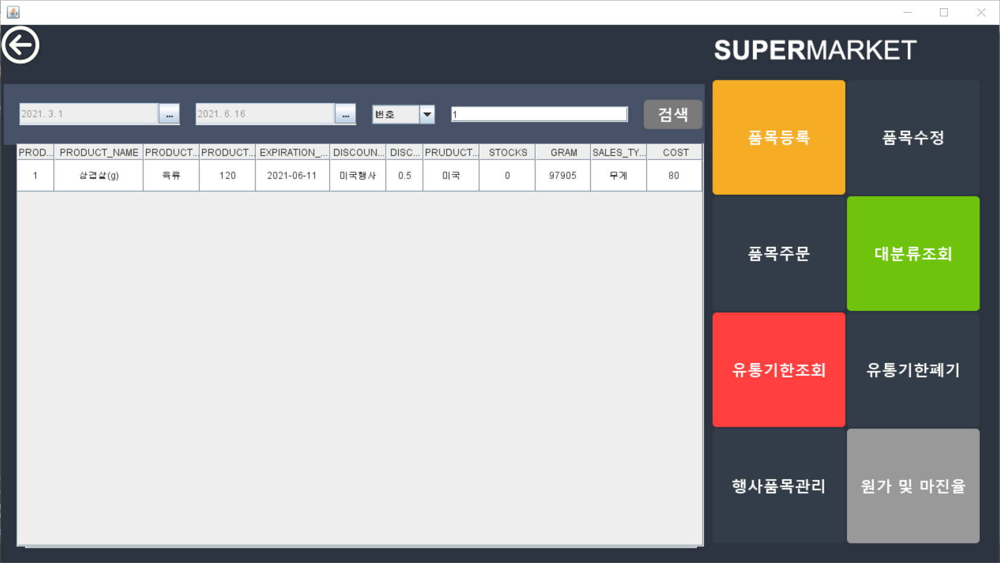 SUPERMARKET
2021. 3. 1 ... 2021. 6. 16 ... 번호 1 검색
PROD... PRODUCT_NAME PRODUCT... PRODUCT... EXPIRATION_... DISCOUN... DISC... PRUDUCT... STOCKS GRAM SALES_TY... COST
1 삼겹살(g) 육류 120 2021-06-11 미국행사 0.5 미국 0 97905 무게 80
품목등록 품목수정
품목주문 대분류조회
유통기한조회 유통기한폐기
행사품목관리 원가 및 마진율